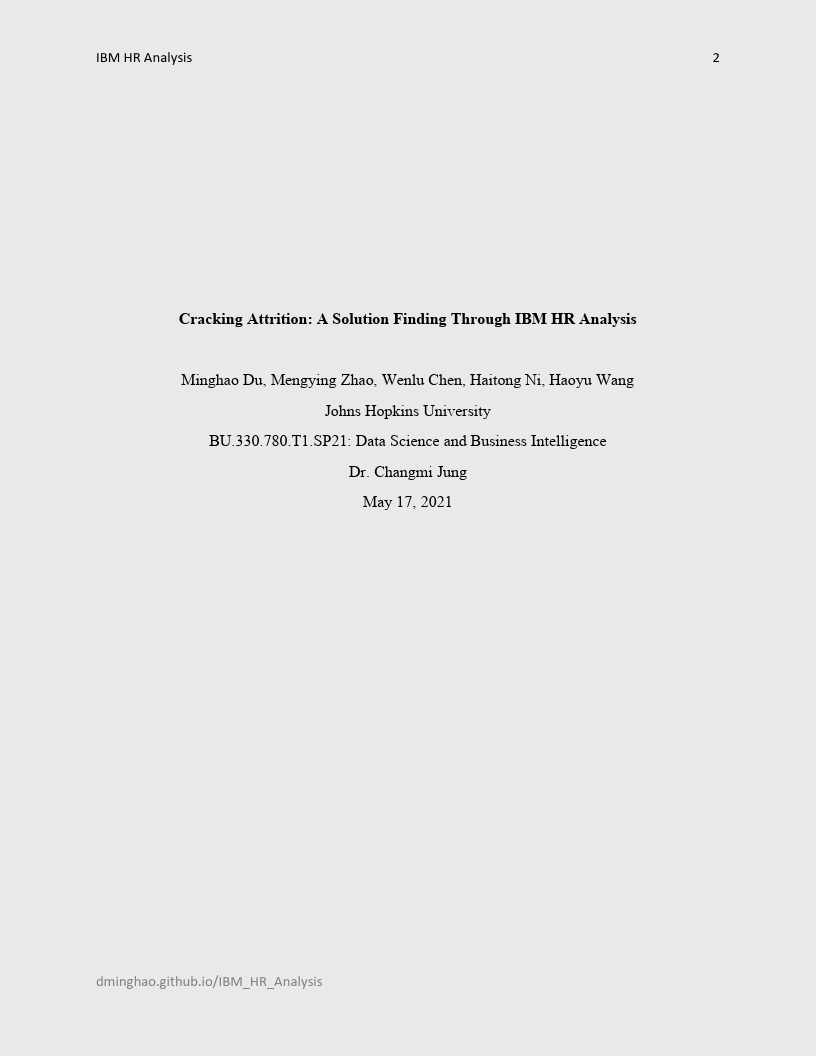 IBM HR Analysis 2
Cracking Attrition: A Solution Finding Through IBM HR Analysis
Minghao Du, Mengying Zhao, Wenlu Chen, Haitong Ni, Haoyu Wang
Johns Hopkins University
BU.330.780.T1.SP21: Data Science and Business Intelligence
Dr. Changmi Jung
May 17, 2021
dminghao.github.io/IBM_HR_Analysis